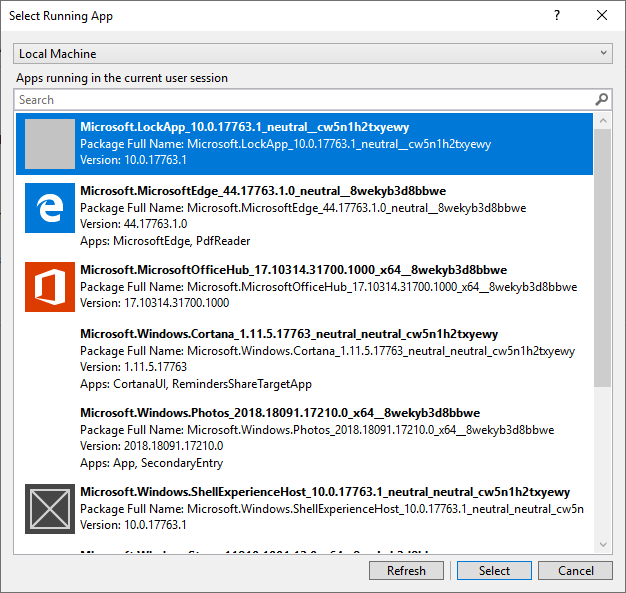 Select Running App
?
Local Machine
Apps running in the current user session
Search
Microsoft.LockApp_10.0.17763.1_neutral__cw5n1h2txyewy
Package Full Name: Microsoft.LockApp_10.0.17763.1_neutral__cw5n1h2txyewy
Version: 10.0.17763.1
Microsoft.MicrosoftEdge_44.17763.1.0_neutral__8wekyb3d8bbwe
Package Full Name: Microsoft.MicrosoftEdge_44.17763.1.0_neutral__8wekyb3d8bbwe
Version: 44.17763.1.0
Apps: MicrosoftEdge, PdfReader
Microsoft.MicrosoftOfficeHub_17.10314.31700.1000_x64__8wekyb3d8bbwe
Package Full Name: Microsoft.MicrosoftOfficeHub_17.10314.31700.1000_x64__8wekyb3d8bbwe
Version: 17.10314.31700.1000
Microsoft.Windows.Cortana_1.11.5.17763_neutral_neutral_cw5n1h2txyewy
Package Full Name: Microsoft.Windows.Cortana_1.11.5.17763_neutral_neutral_cw5n1h2txyewy
Version: 1.11.5.17763
Apps: CortanaUI, RemindersShareTargetApp
Microsoft.Windows.Photos_2018.18091.17210.0_x64__8wekyb3d8bbwe
Package Full Name: Microsoft.Windows.Photos_2018.18091.17210.0_x64__8wekyb3d8bbwe
Version: 2018.18091.17210.0
Apps: App, SecondaryEntry
Microsoft.Windows.ShellExperienceHost_10.0.17763.1_neutral_neutral_cw5n1h2txyewy
Package Full Name: Microsoft.Windows.ShellExperienceHost_10.0.17763.1_neutral_neutral_cw5n
Version: 10.0.17763.1
Refresh
Select
Cancel